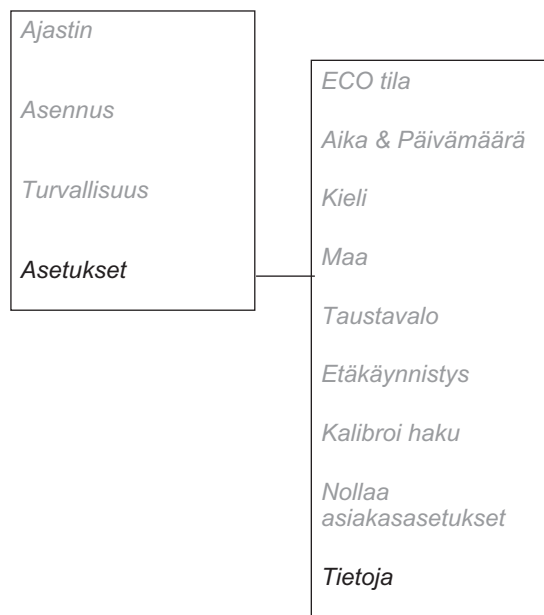 Ajastin
Asennus
Turvallisuus
Asetukset
ECO tila
Aika & Päivämäärä
Kieli
Maa
Taustavalo
Etäkäynnistys
Kalibroi haku
Nollaa
asiakasasetukset
Tietoja